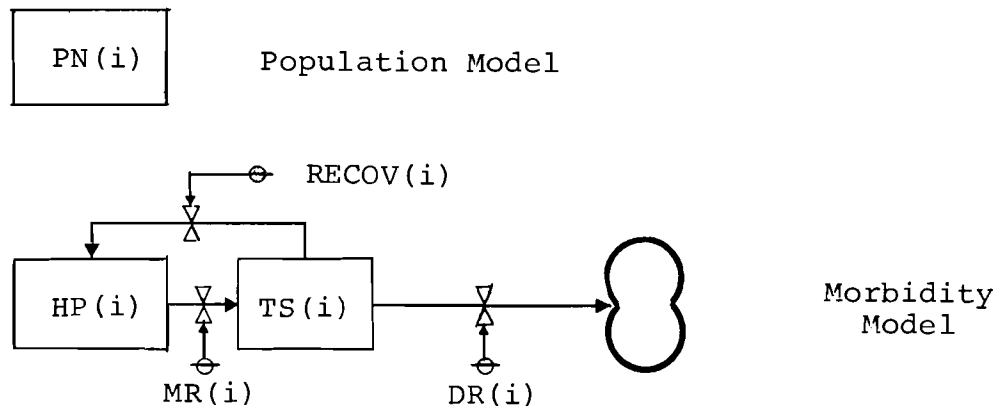 PN(i)
Population Model
RECOV(i)
HP(i)
TS(i)
Morbidity
Model
MR(i)
DR(i)